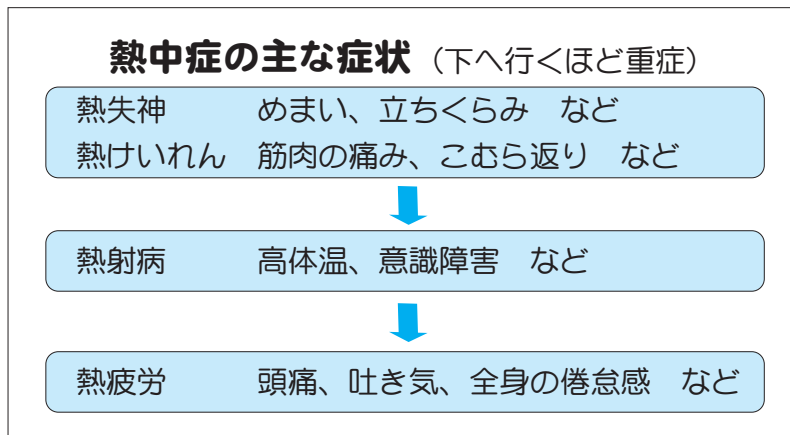 熱中症の主な症状（下へ行くほど重症）
熱失神　めまい、立ちくらみ　など
熱けいれん　筋肉の痛み、こむら返り　など
熱射病　高体温、意識障害　など
熱疲労　頭痛、吐き気、全身の倦怠感　など